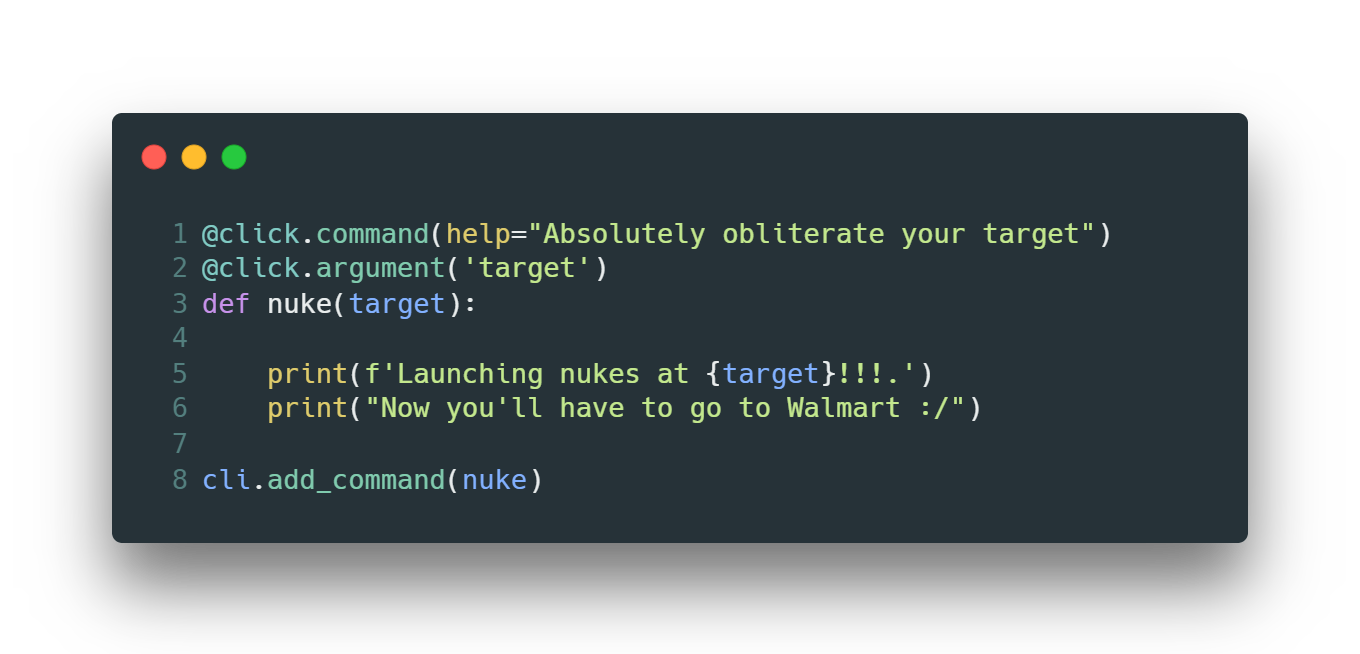 1 @click.command(help="Absolutely obliterate your target")
2 @click.argument('target')
3 def nuke(target):
4
5     print(f'Launching nukes at {target}!!!.')
6     print("Now you'll have to go to Walmart :/")
7
8 cli.add_command(nuke)